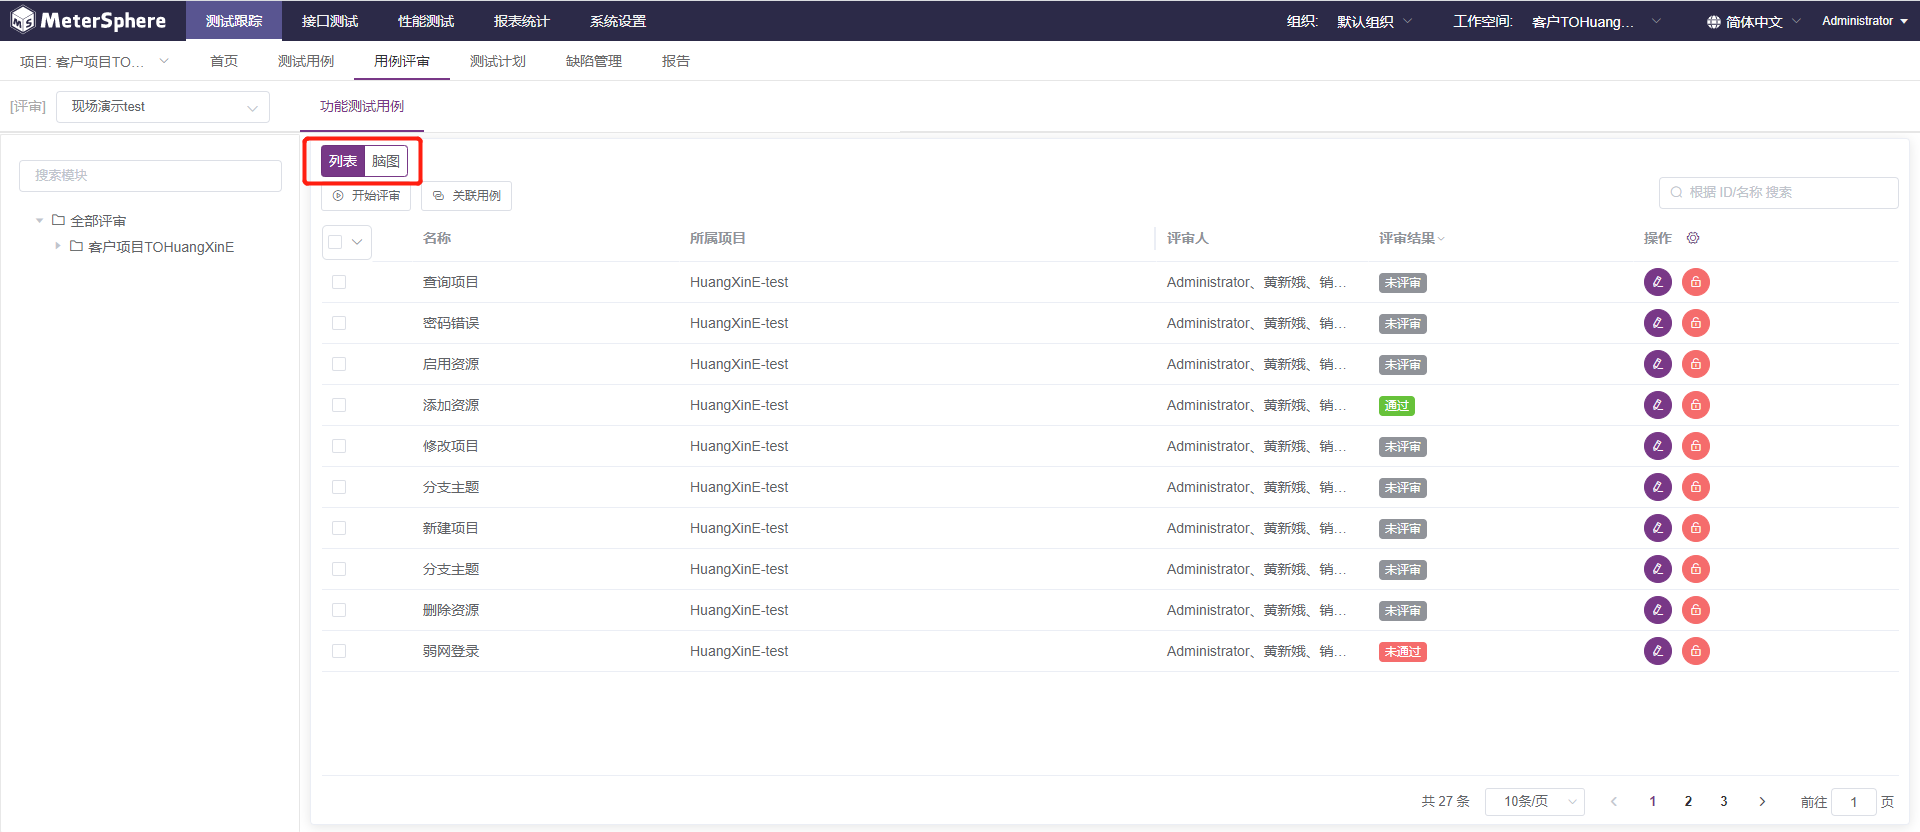 MeterSphere 测试跟踪 接口测试 性能测试 报表统计 系统设置 组织: 默认组织 工作空间: 客户TOHuang... 简体中文 Administrator
项目: 客户项目TO... 首页 测试用例 用例评审 测试计划 缺陷管理 报告
[评审] 现场演示test 功能测试用例
列表 脑图
搜索模块
开始评审 关联用例 根据 ID/名称 搜索
全部评审
客户项目TOHuangXinE
名称 所属项目 评审人 评审结果 操作
查询项目 HuangXinE-test Administrator、黄新娥、销... 未评审
密码错误 HuangXinE-test Administrator、黄新娥、销... 未评审
启用资源 HuangXinE-test Administrator、黄新娥、销... 未评审
添加资源 HuangXinE-test Administrator、黄新娥、销... 通过
修改项目 HuangXinE-test Administrator、黄新娥、销... 未评审
分支主题 HuangXinE-test Administrator、黄新娥、销... 未评审
新建项目 HuangXinE-test Administrator、黄新娥、销... 未评审
分支主题 HuangXinE-test Administrator、黄新娥、销... 未评审
删除资源 HuangXinE-test Administrator、黄新娥、销... 未评审
弱网登录 HuangXinE-test Administrator、黄新娥、销... 未通过
共 27 条 10条/页 1 2 3 前往 1 页